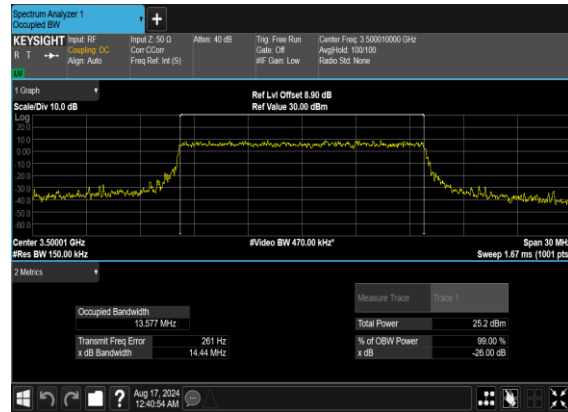 Spectrum Analyzer 1
Occupied BW
+
KEYSIGHT Input: RF Input Z: 50 Ω Atten: 40 dB Trig: Free Run Center Freq: 3.500010000 GHz
R T Coupling: DC Corr CCorr Gate: Off Avg|Hold: 100/100
Align: Auto Freq Ref: Int (S) #IF Gain: Low Radio Std: None
1 Graph
Ref Lvl Offset 8.90 dB
Scale/Div 10.0 dB Ref Value 30.00 dBm
Log
20.0
10.0
0.00
-10.0
-20.0
-30.0
-40.0
-50.0
-60.0
Center 3.50001 GHz #Video BW 470.00 kHz* Span 30 MHz
#Res BW 150.00 kHz Sweep 1.67 ms (1001 pts
2 Metrics
Measure Trace Trace 1
Occupied Bandwidth
13.577 MHz Total Power 25.2 dBm
Transmit Freq Error 261 Hz % of OBW Power 99.00 %
x dB Bandwidth 14.44 MHz x dB -26.00 dB
? Aug 17, 2024
12:40:54 AM